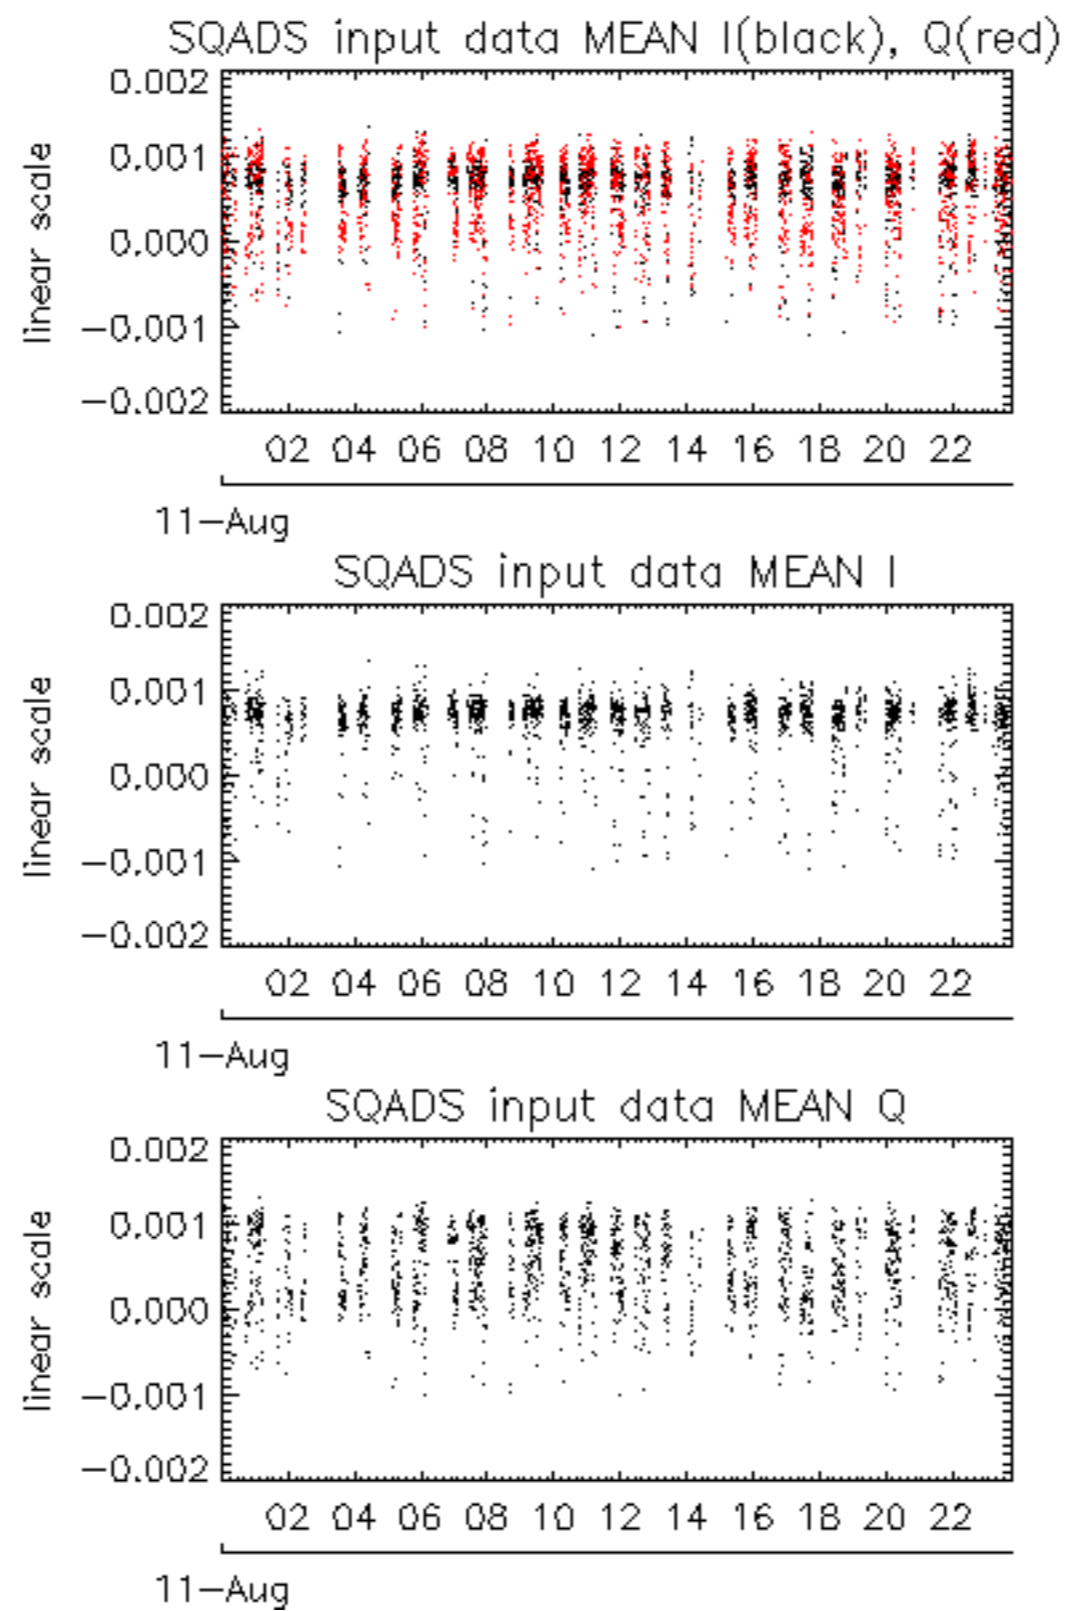 SQADS input data MEAN I(black), Q(red)
linear scale
0.002
0.001
0.000
−0.001
−0.002
02 04 06 08 10 12 14 16 18 20 22
11−Aug
SQADS input data MEAN I
linear scale
0.002
0.001
0.000
−0.001
−0.002
02 04 06 08 10 12 14 16 18 20 22
11−Aug
SQADS input data MEAN Q
linear scale
0.002
0.001
0.000
−0.001
−0.002
02 04 06 08 10 12 14 16 18 20 22
11−Aug